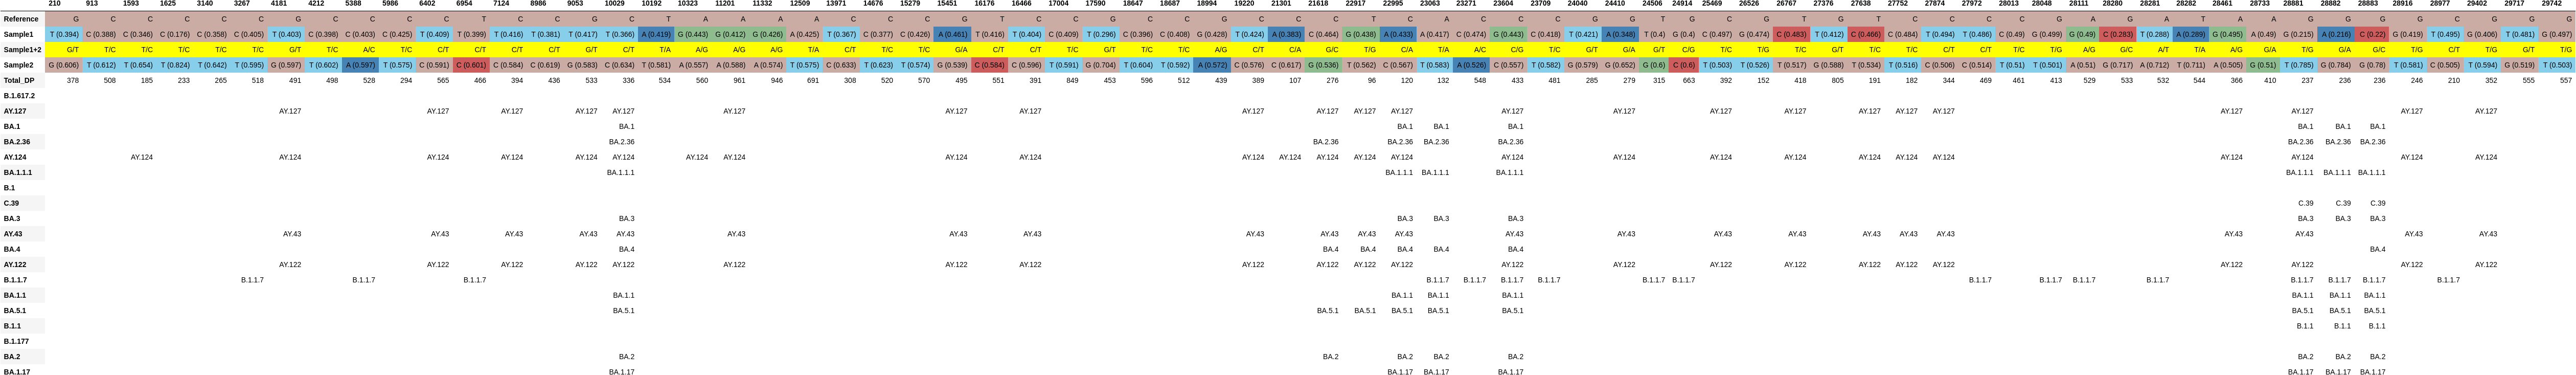 210 913 1593 1625 3140 3267 4181 4212 5388 5986 6402 6954 7124 8986 9053 10029 10192 10323 11201 11332 12509 13971 14676 15279 15451 16176 16466 17004 17590 18647 18687 18994 19220 21301 21618 22917 22995 23063 23271 23604 23709 24040 24410 24506 24914 25469 26526 26767 27376 27638 27752 27874 27972 28013 28048 28111 28280 28281 28282 28461 28733 28881 28882 28883 28916 28977 29402 29717 29742
Reference G C C C C C G C C C C T C C G C T A A A A C C C G T C C G C C G C C C T C A C C C G G T G C G T G T C C C C G A G A T A G G G G G C G G G
Sample1 T (0.394) C (0.388) C (0.346) C (0.176) C (0.358) C (0.405) T (0.403) C (0.398) C (0.403) C (0.425) T (0.409) T (0.399) T (0.416) T (0.381) T (0.417) T (0.366) A (0.419) G (0.443) G (0.412) G (0.426) A (0.425) T (0.367) C (0.377) C (0.426) A (0.461) T (0.416) T (0.404) C (0.409) T (0.296) C (0.396) C (0.408) G (0.428) T (0.424) A (0.383) C (0.464) G (0.438) A (0.433) A (0.417) C (0.474) G (0.443) C (0.418) T (0.421) A (0.348) T (0.4) G (0.4) C (0.497) G (0.474) C (0.483) T (0.412) C (0.466) C (0.484) T (0.494) T (0.486) C (0.49) G (0.499) G (0.49) C (0.283) T (0.288) A (0.289) G (0.495) A (0.49) G (0.215) A (0.216) C (0.22) G (0.419) T (0.495) G (0.406) T (0.481) G (0.497)
Sample1+2 G/T T/C T/C T/C T/C T/C G/T T/C A/C T/C C/T C/T C/T C/T G/T C/T T/A A/G A/G A/G T/A C/T T/C T/C G/A C/T C/T T/C G/T T/C T/C A/G C/T C/A G/C T/G C/A T/A A/C C/G T/C G/T G/A G/T C/G T/C T/G T/C G/T T/C T/C C/T C/T T/C T/G A/G G/C A/T T/A A/G G/A T/G G/A G/C T/G C/T T/G G/T T/G
Sample2 G (0.606) T (0.612) T (0.654) T (0.824) T (0.642) T (0.595) G (0.597) T (0.602) A (0.597) T (0.575) C (0.591) C (0.601) C (0.584) C (0.619) G (0.583) C (0.634) T (0.581) A (0.557) A (0.588) A (0.574) T (0.575) C (0.633) T (0.623) T (0.574) G (0.539) C (0.584) C (0.596) T (0.591) G (0.704) T (0.604) T (0.592) A (0.572) C (0.576) C (0.617) G (0.536) T (0.562) C (0.567) T (0.583) A (0.526) C (0.557) T (0.582) G (0.579) G (0.652) G (0.6) C (0.6) T (0.503) T (0.526) T (0.517) G (0.588) T (0.534) T (0.516) C (0.506) C (0.514) T (0.51) T (0.501) A (0.51) G (0.717) A (0.712) T (0.711) A (0.505) G (0.51) T (0.785) G (0.784) G (0.78) T (0.581) C (0.505) T (0.594) G (0.519) T (0.503)
Total_DP 378 508 185 233 265 518 491 498 528 294 565 466 394 436 533 336 534 560 961 946 691 308 520 570 495 551 391 849 453 596 512 439 389 107 276 96 120 132 548 433 481 285 279 315 663 392 152 418 805 191 182 344 469 461 413 529 531 532 544 366 410 237 236 236 246 210 352 555 557
B.1.617.2
AY.127 AY.127 AY.127 AY.127 AY.127 AY.127 AY.127 AY.127 AY.127 AY.127 AY.127 AY.127 AY.127 AY.127 AY.127 AY.127 AY.127 AY.127 AY.127 AY.127 AY.127 AY.127 AY.127 AY.127
BA.1 BA.1 BA.1 BA.1 BA.1 BA.1 BA.1 BA.1
BA.2.36 BA.2.36 BA.2.36 BA.2.36 BA.2.36 BA.2.36 BA.2.36 BA.2.36 BA.2.36
AY.124 AY.124 AY.124 AY.124 AY.124 AY.124 AY.124 AY.124 AY.124 AY.124 AY.124 AY.124 AY.124 AY.124 AY.124 AY.124 AY.124 AY.124 AY.124 AY.124 AY.124 AY.124 AY.124 AY.124 AY.124 AY.124 AY.124
BA.1.1.1 BA.1.1.1 BA.1.1.1 BA.1.1.1 BA.1.1.1 BA.1.1.1 BA.1.1.1 BA.1.1.1
B.1
C.39 C.39 C.39 C.39
BA.3 BA.3 BA.3 BA.3 BA.3 BA.3 BA.3 BA.3
AY.43 AY.43 AY.43 AY.43 AY.43 AY.43 AY.43 AY.43 AY.43 AY.43 AY.43 AY.43 AY.43 AY.43 AY.43 AY.43 AY.43 AY.43 AY.43 AY.43 AY.43 AY.43 AY.43 AY.43
BA.4 BA.4 BA.4 BA.4 BA.4 BA.4 BA.4 BA.4
AY.122 AY.122 AY.122 AY.122 AY.122 AY.122 AY.122 AY.122 AY.122 AY.122 AY.122 AY.122 AY.122 AY.122 AY.122 AY.122 AY.122 AY.122 AY.122 AY.122 AY.122 AY.122 AY.122 AY.122
B.1.1.7 B.1.1.7 B.1.1.7 B.1.1.7 B.1.1.7 B.1.1.7 B.1.1.7 B.1.1.7 B.1.1.7 B.1.1.7 B.1.1.7 B.1.1.7 B.1.1.7 B.1.1.7 B.1.1.7 B.1.1.7 B.1.1.7 B.1.1.7
BA.1.1 BA.1.1 BA.1.1 BA.1.1 BA.1.1 BA.1.1 BA.1.1 BA.1.1
BA.5.1 BA.5.1 BA.5.1 BA.5.1 BA.5.1 BA.5.1 BA.5.1 BA.5.1 BA.5.1 BA.5.1
B.1.1 B.1.1 B.1.1 B.1.1
B.1.177
BA.2 BA.2 BA.2 BA.2 BA.2 BA.2 BA.2 BA.2 BA.2
BA.1.17 BA.1.17 BA.1.17 BA.1.17 BA.1.17 BA.1.17 BA.1.17 BA.1.17